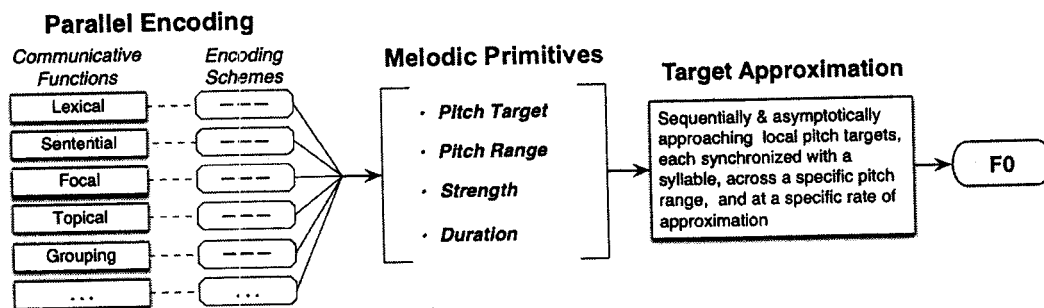 Parallel Encoding
Communicative
Functions
Encoding
Schemes
Lexical
Sentential
Focal
Topical
Grouping
...
---
---
---
---
---
...
Melodic Primitives
· Pitch Target
· Pitch Range
· Strength
· Duration
Target Approximation
Sequentially & asymptotically
approaching local pitch targets,
each synchronized with a
syllable, across a specific pitch
range, and at a specific rate of
approximation
F0